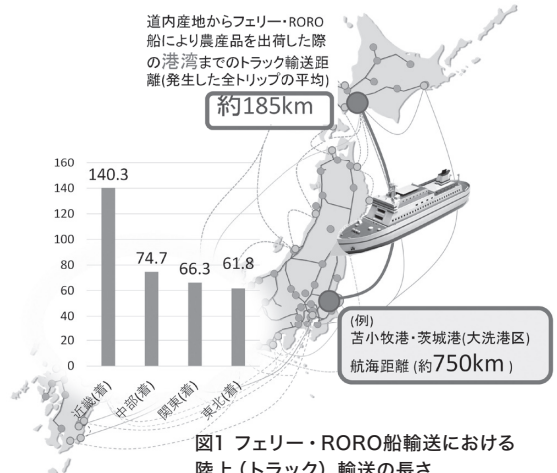 道内産地からフェリー・RORO
船により農産品を出荷した際
の港湾までのトラック輸送距
離(発生した全トリップの平均)
約185km
160
140
120
100
80
60
40
20
0
140.3
74.7
66.3
61.8
近畿(着)
中部(着)
関東(着)
東北(着)
(例)
苫小牧港・茨城港(大洗港区)
航海距離 (約750km )
図1 フェリー・RORO船輸送における
陸上(トラック)輸送の長さ